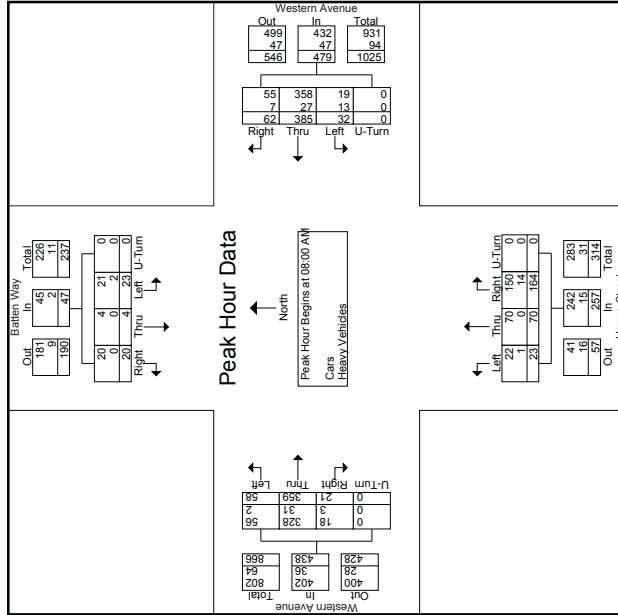 Western Avenue
Out In Total
499 432 931
47 47 94
546 479 1025
55 358 19 0
7 27 13 0
62 385 32 0
Right Thru Left U-Turn
Batten Way
Out In Total
181 45 226
9 2 11
190 47 237
20 4 21 0
0 0 2 0
20 4 23 0
Right Thru Left U-Turn
Peak Hour Data
North
Peak Hour Begins at 08:00 AM
Cars
Heavy Vehicles
Left Thru Right U-Turn
22 70 150 0
1 0 14 0
23 70 164 0
41 242 283
16 15 31
57 257 314
Out In Total
Left Thru Right U-Turn
58 359 21 0
2 31 3 0
56 328 18 0
866 438 428
64 36 28
802 402 400
Total In Out
Western Avenue